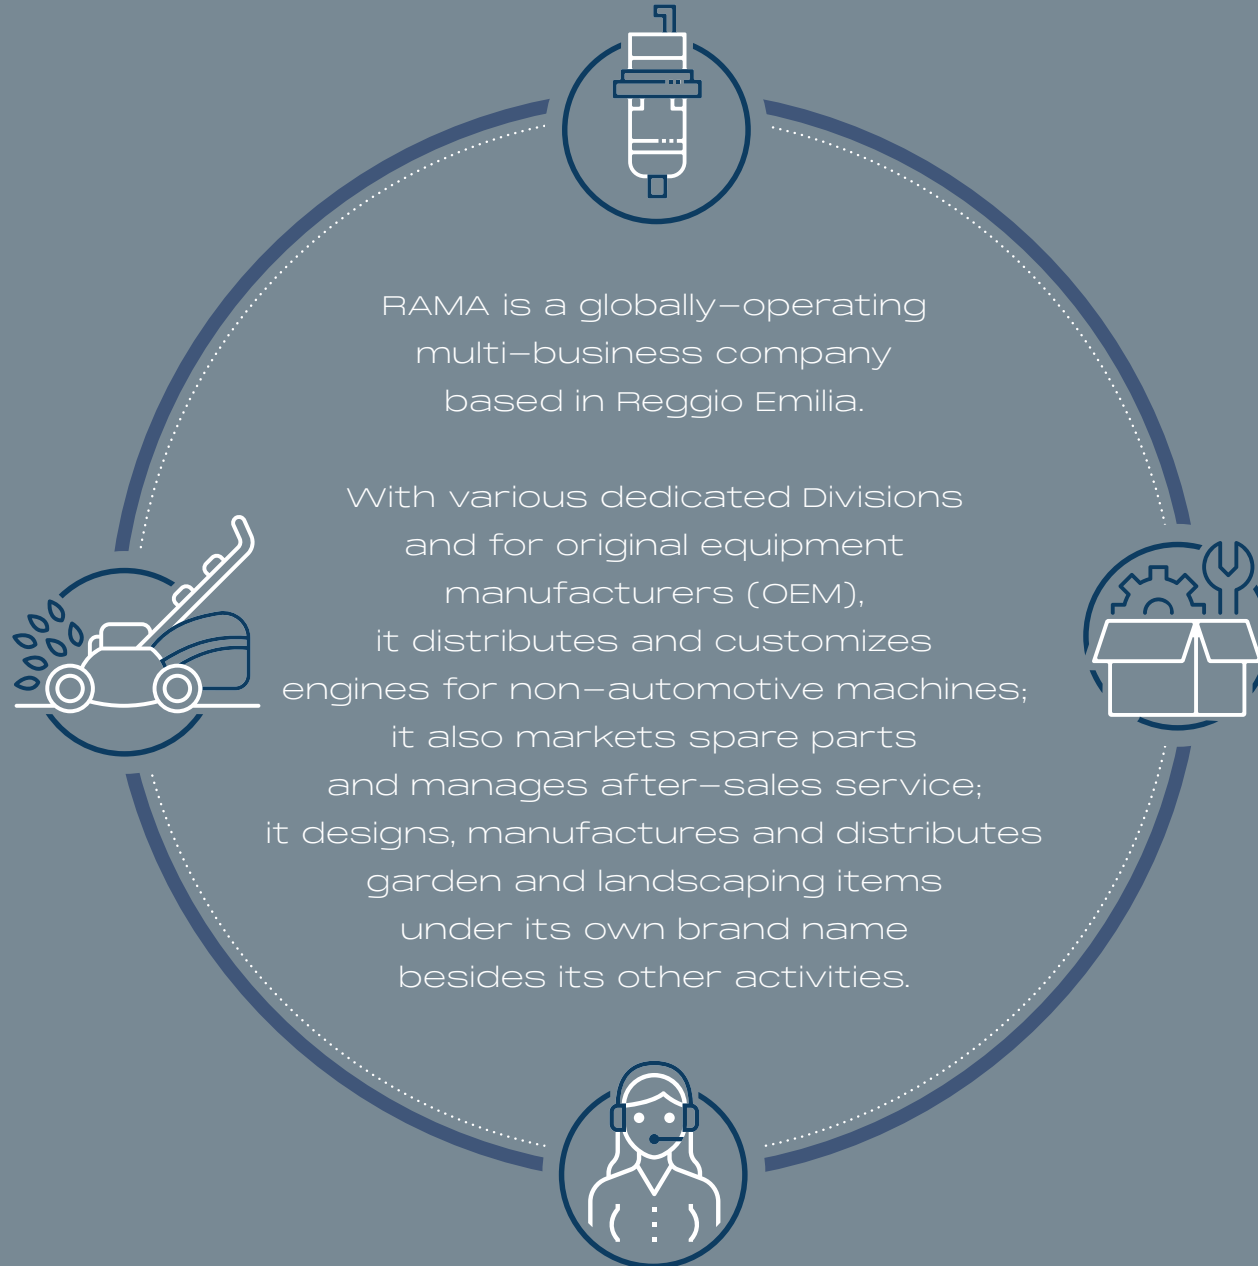 RAMA is a globally-operating
multi-business company
based in Reggio Emilia.
With various dedicated Divisions
and for original equipment
manufacturers (OEM),
it distributes and customizes
engines for non-automotive machines;
it also markets spare parts
and manages after-sales service;
it designs, manufactures and distributes
garden and landscaping items
under its own brand name
besides its other activities.